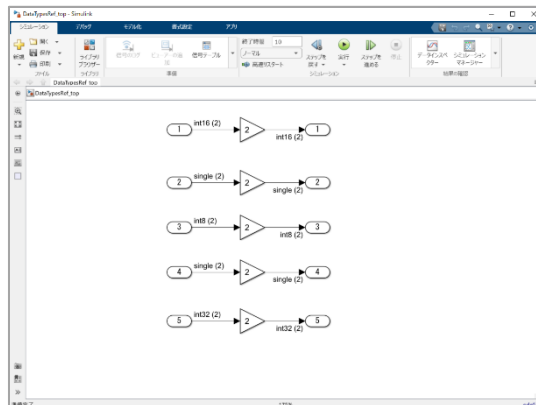 DataTypesRef_top - Simulink
シミュレーション デバッグ モデル化 書式設定 アプリ
新規 開く 保存 印刷
ファイル
ライブラリ ブラウザー
ライブラリ
信号テーブル
準備
終了時間 10
ノーマル
高速リスタート
ステップを戻す 実行 ステップを進める 停止
シミュレーション
データ インスペクター シミュレーション マネージャー
結果の確認
DataTypesRef_top
DataTypesRef_top
1 int16 (2) 2 int16 (2) 1
2 single (2) 2 single (2) 2
3 int8 (2) 2 int8 (2) 3
4 single (2) 2 single (2) 4
5 int32 (2) 2 int32 (2) 5